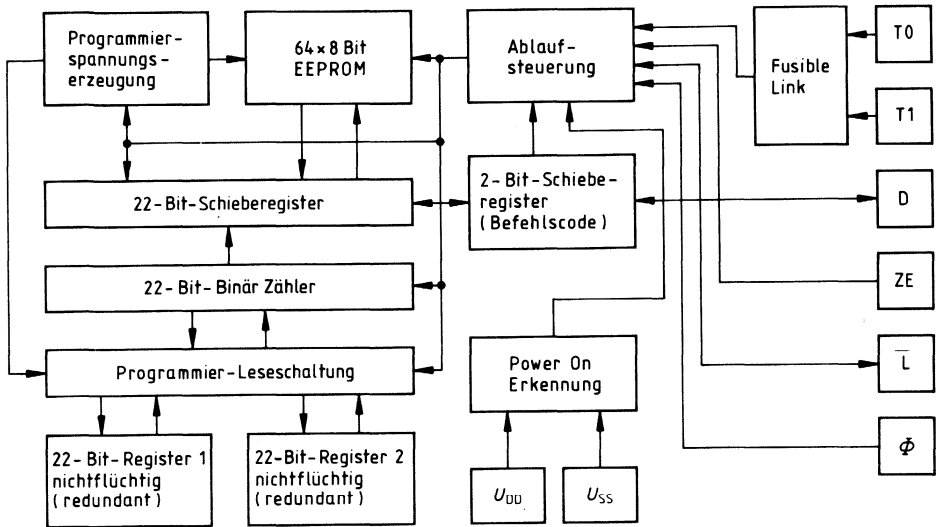 Programmier-
spannungs-
erzeugung
64×8 Bit
EEPROM
Ablauf-
steuerung
Fusible
Link
T0
T1
22-Bit-Schieberegister
2-Bit-Schiebe-
register
(Befehlscode)
D
22-Bit-Binär Zähler
ZE
Programmier-Leseschaltung
Power On
Erkennung
L̅
22-Bit-Register 1
nichtflüchtig
(redundant)
22-Bit-Register 2
nichtflüchtig
(redundant)
U_DD
U_SS
Φ